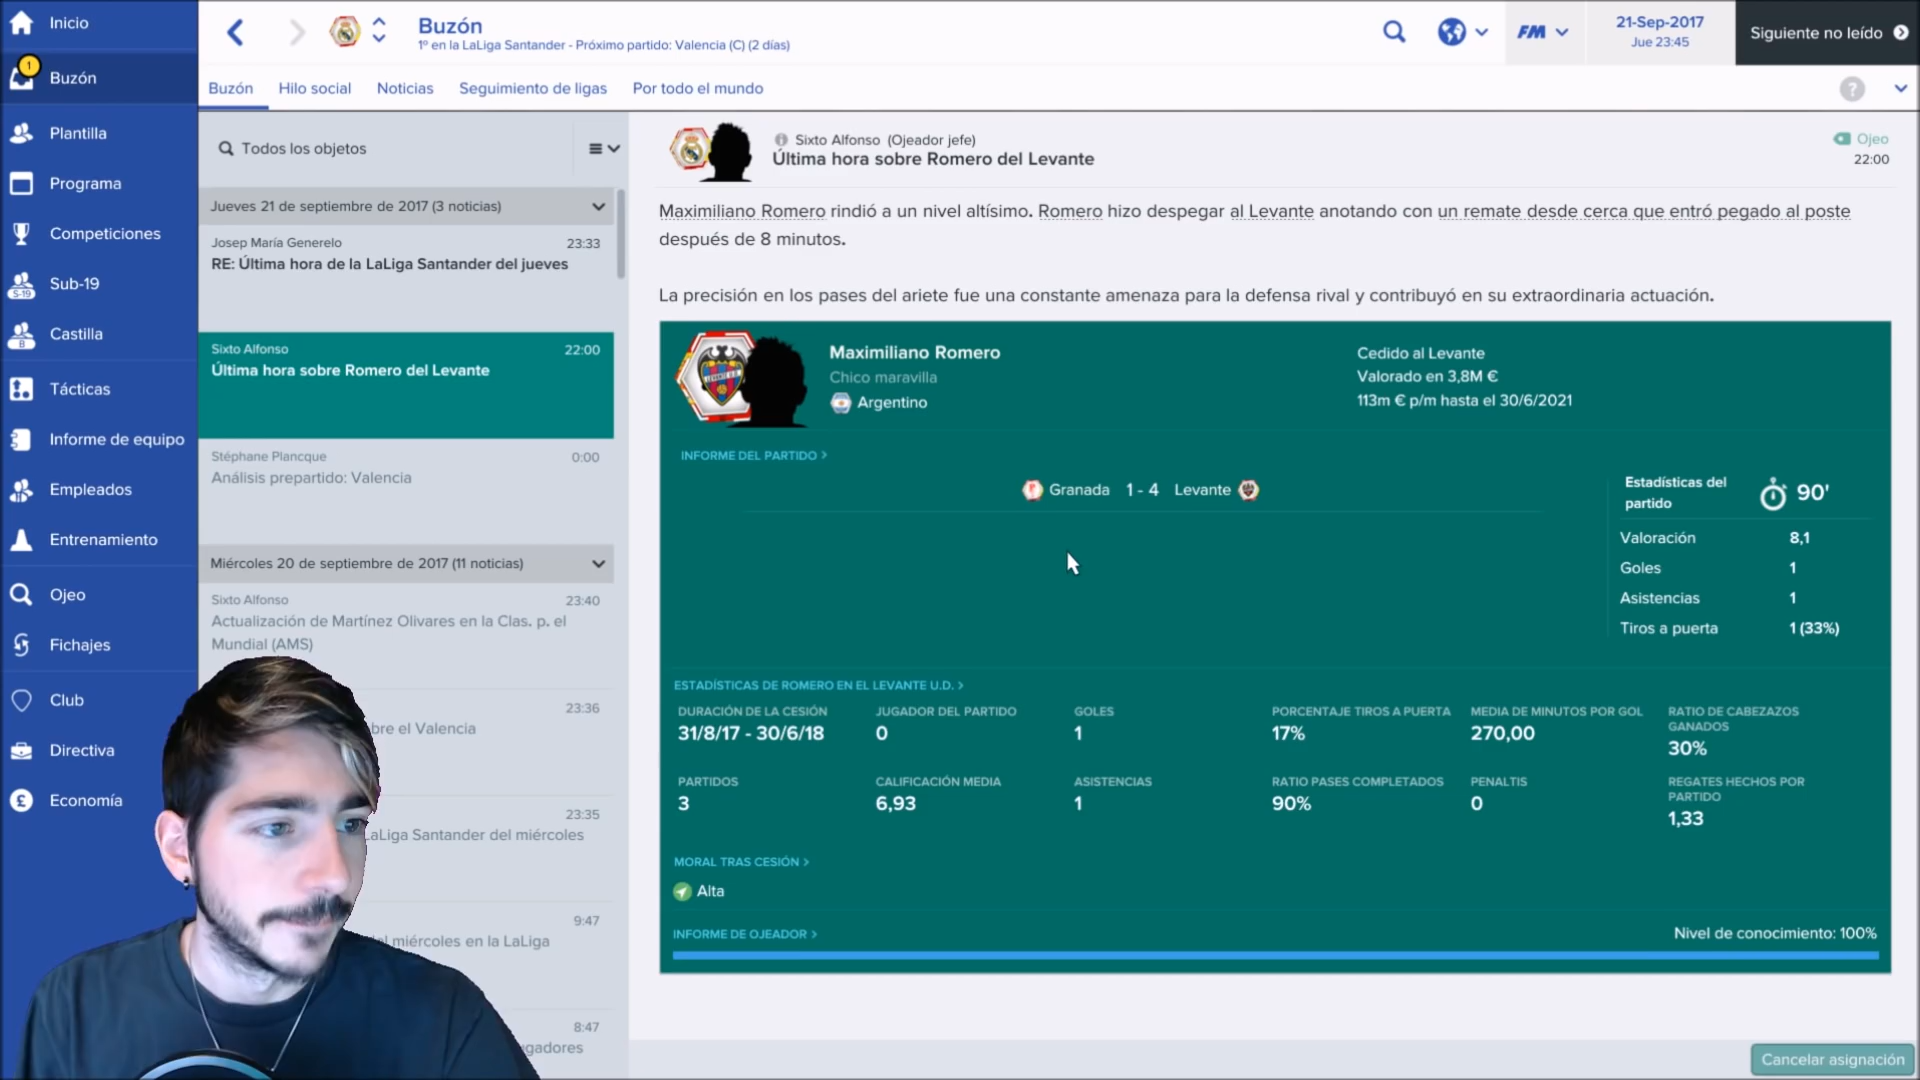 Inicio
Buzón
1
Plantilla
Programa
Competiciones
Sub-19
S-19
Castilla
B
Tácticas
Informe de equipo
Empleados
Entrenamiento
Ojeo
Fichajes
Club
Directiva
Economía
Buzón
1º en la LaLiga Santander - Próximo partido: Valencia (C) (2 días)
FM
21-Sep-2017
Jue 23:45
Siguiente no leído
Buzón Hilo social Noticias Seguimiento de ligas Por todo el mundo
?
Todos los objetos
Jueves 21 de septiembre de 2017 (3 noticias)
Josep María Generelo 23:33
RE: Última hora de la LaLiga Santander del jueves
Sixto Alfonso 22:00
Última hora sobre Romero del Levante
Stéphane Plancque 0:00
Análisis prepartido: Valencia
Miércoles 20 de septiembre de 2017 (11 noticias)
Sixto Alfonso 23:40
Actualización de Martínez Olivares en la Clas. p. el
Mundial (AMS)
23:36
bre el Valencia
23:35
LaLiga Santander del miércoles
9:47
miércoles en la LaLiga
8:47
gadores
Sixto Alfonso (Ojeador jefe)
Última hora sobre Romero del Levante
Ojeo
22:00
Maximiliano Romero rindió a un nivel altísimo. Romero hizo despegar al Levante anotando con un remate desde cerca que entró pegado al poste
después de 8 minutos.
La precisión en los pases del ariete fue una constante amenaza para la defensa rival y contribuyó en su extraordinaria actuación.
Maximiliano Romero
Chico maravilla
Argentino
Cedido al Levante
Valorado en 3,8M €
113m € p/m hasta el 30/6/2021
INFORME DEL PARTIDO >
Granada 1 - 4 Levante
Estadísticas del
partido
90'
Valoración 8,1
Goles 1
Asistencias 1
Tiros a puerta 1 (33%)
ESTADÍSTICAS DE ROMERO EN EL LEVANTE U.D. >
DURACIÓN DE LA CESIÓN
31/8/17 - 30/6/18
JUGADOR DEL PARTIDO
0
GOLES
1
PORCENTAJE TIROS A PUERTA
17%
MEDIA DE MINUTOS POR GOL
270,00
RATIO DE CABEZAZOS
GANADOS
30%
PARTIDOS
3
CALIFICACIÓN MEDIA
6,93
ASISTENCIAS
1
RATIO PASES COMPLETADOS
90%
PENALTIS
0
REGATES HECHOS POR
PARTIDO
1,33
MORAL TRAS CESIÓN >
Alta
INFORME DE OJEADOR >
Nivel de conocimiento: 100%
Cancelar asignación